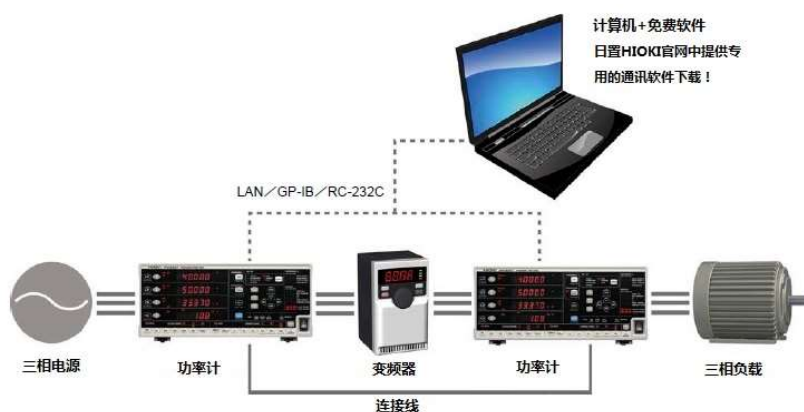 计算机+免费软件
日置HIOKI官网中提供专
用的通讯软件下载！
LAN／GP-IB／RC-232C
三相电源
功率计
变频器
功率计
三相负载
连接线